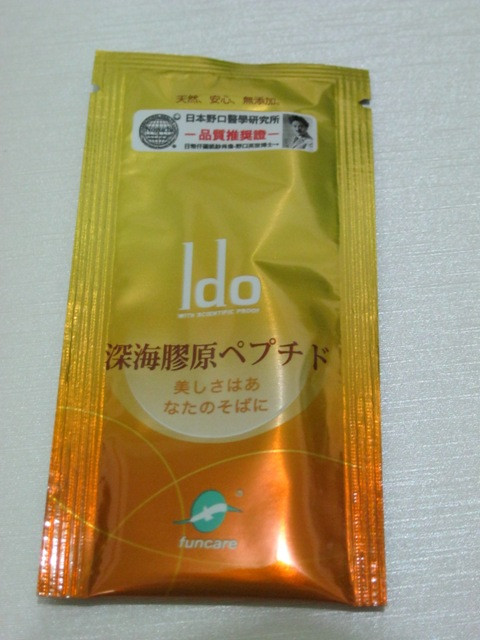 天然、安心、無添加。
日本野口醫學研究所
品質推獎證
Ido
WITH SCIENTIFIC PROOF
深海膠原ペプチド
美しさはあ
なたのそばに
funcare